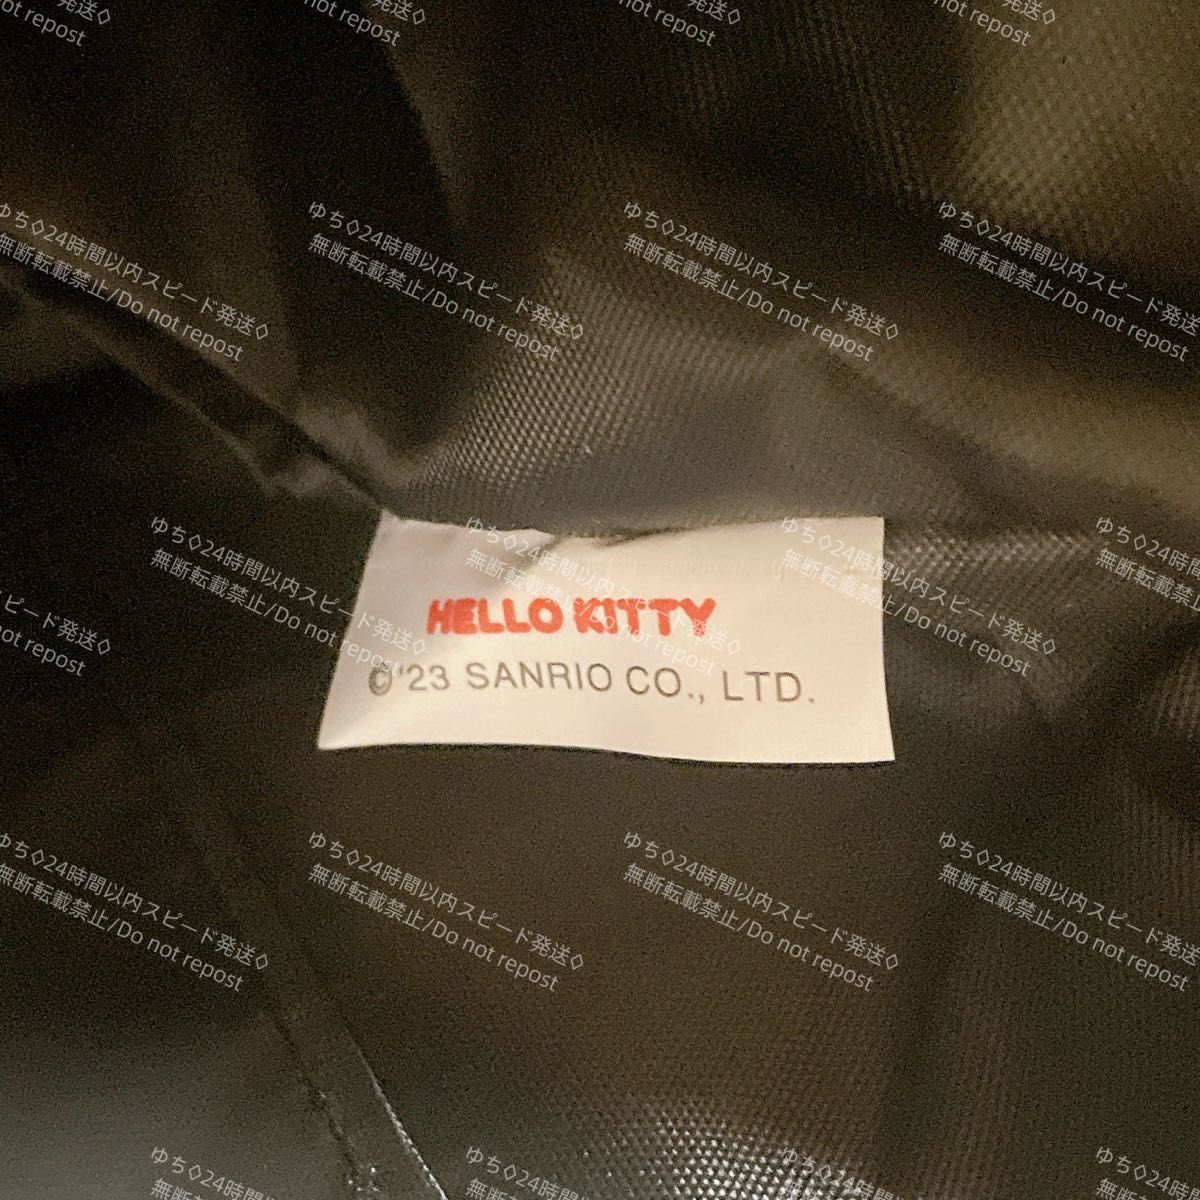 ゆち◇24時間以内スピード発送◇
無断転載禁止/Do not repost
HELLO KITTY
©'23 SANRIO CO., LTD.